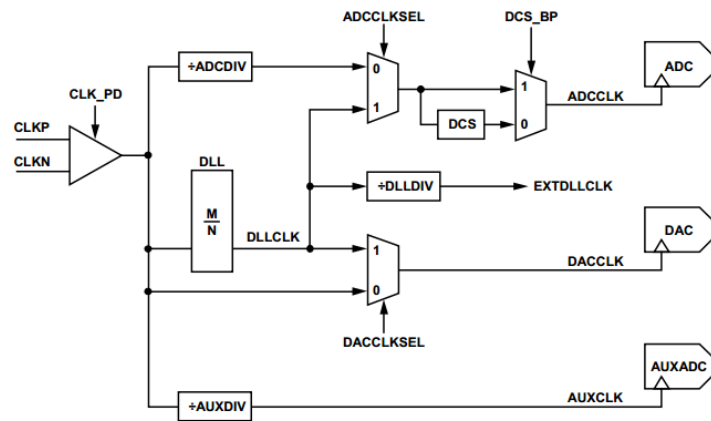 ADCCLKSEL
DCS_BP
÷ADCDIV
0
1
ADC
CLK_PD
1
ADCCLK
CLKP
DCS
0
CLKN
DLL
÷DLLDIV
EXTDLLCLK
M
N
DLLCLK
1
DAC
DACCLK
0
DACCLKSEL
AUXADC
÷AUXDIV
AUXCLK